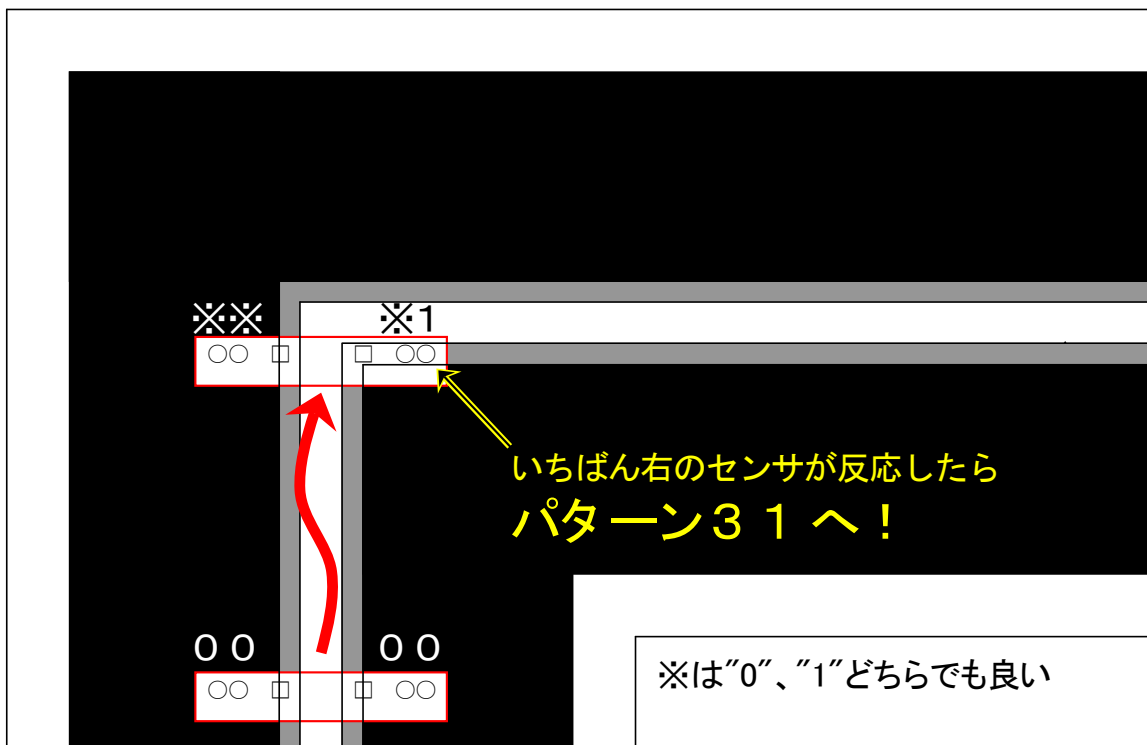 ※※ ※1
いちばん右のセンサが反応したら
パターン31へ!
00 00
※は"0"、"1"どちらでも良い